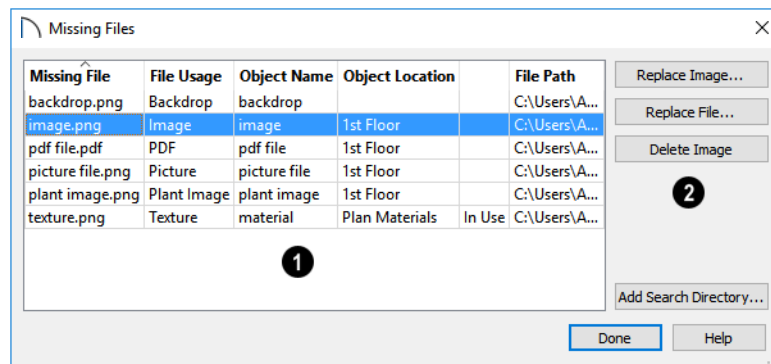 Missing Files
Missing File File Usage Object Name Object Location File Path
backdrop.png Backdrop backdrop C:\Users\A...
image.png Image image 1st Floor C:\Users\A...
pdf file.pdf PDF pdf file 1st Floor C:\Users\A...
picture file.png Picture picture file 1st Floor C:\Users\A...
plant image.png Plant Image plant image 1st Floor C:\Users\A...
texture.png Texture material Plan Materials In Use C:\Users\A...
1
Replace Image...
Replace File...
Delete Image
2
Add Search Directory...
Done Help